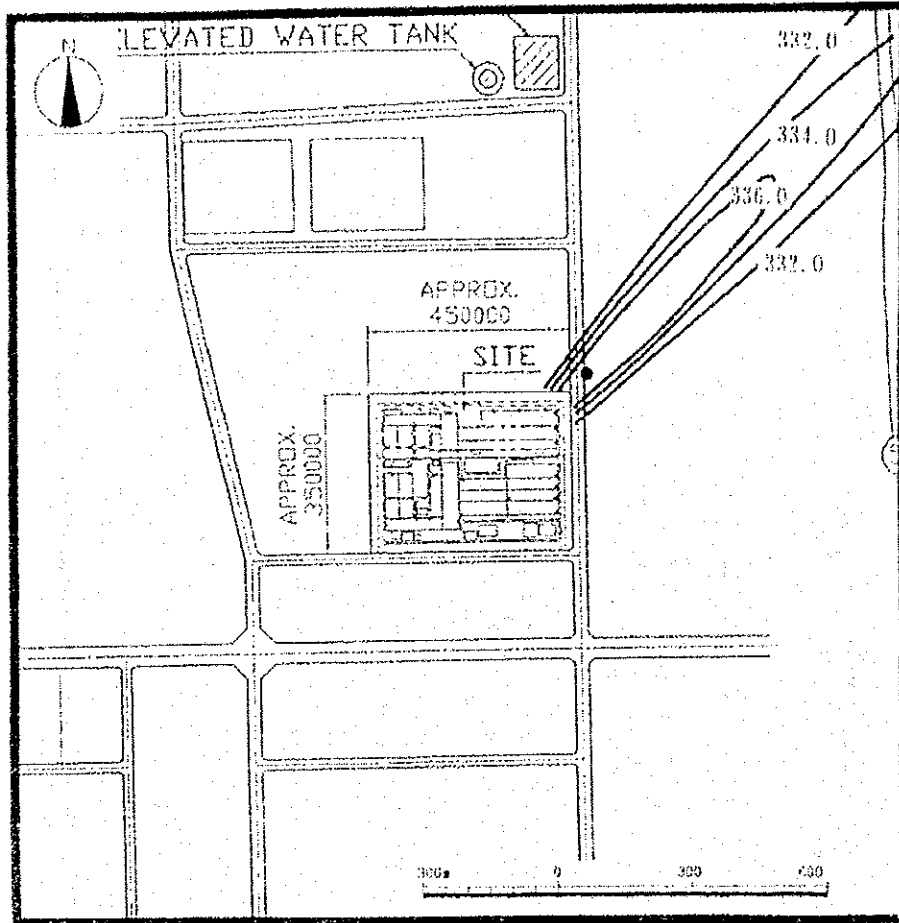 N
ELEVATED WATER TANK
332.0
334.0
336.0
332.0
APPROX.
450000
SITE
APPROX.
350000
300m 0 300 600